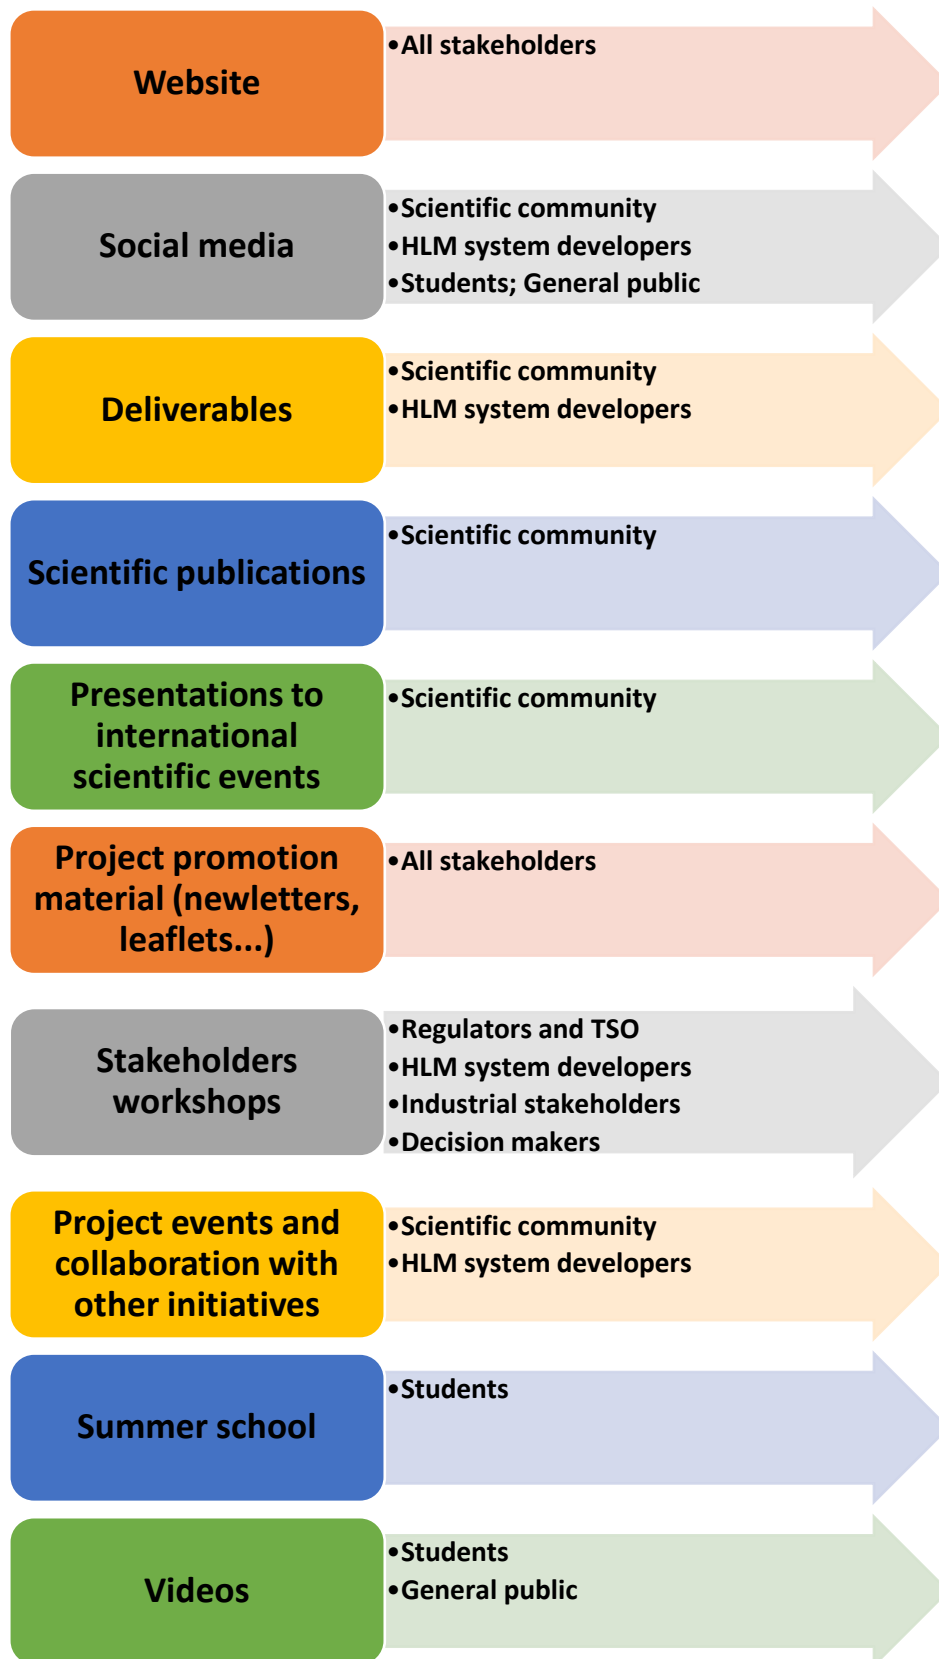 Website
•All stakeholders
Social media
•Scientific community
•HLM system developers
•Students; General public
Deliverables
•Scientific community
•HLM system developers
Scientific publications
•Scientific community
Presentations to
international
scientific events
•Scientific community
Project promotion
material (newletters,
leaflets...)
•All stakeholders
Stakeholders
workshops
•Regulators and TSO
•HLM system developers
•Industrial stakeholders
•Decision makers
Project events and
collaboration with
other initiatives
•Scientific community
•HLM system developers
Summer school
•Students
Videos
•Students
•General public